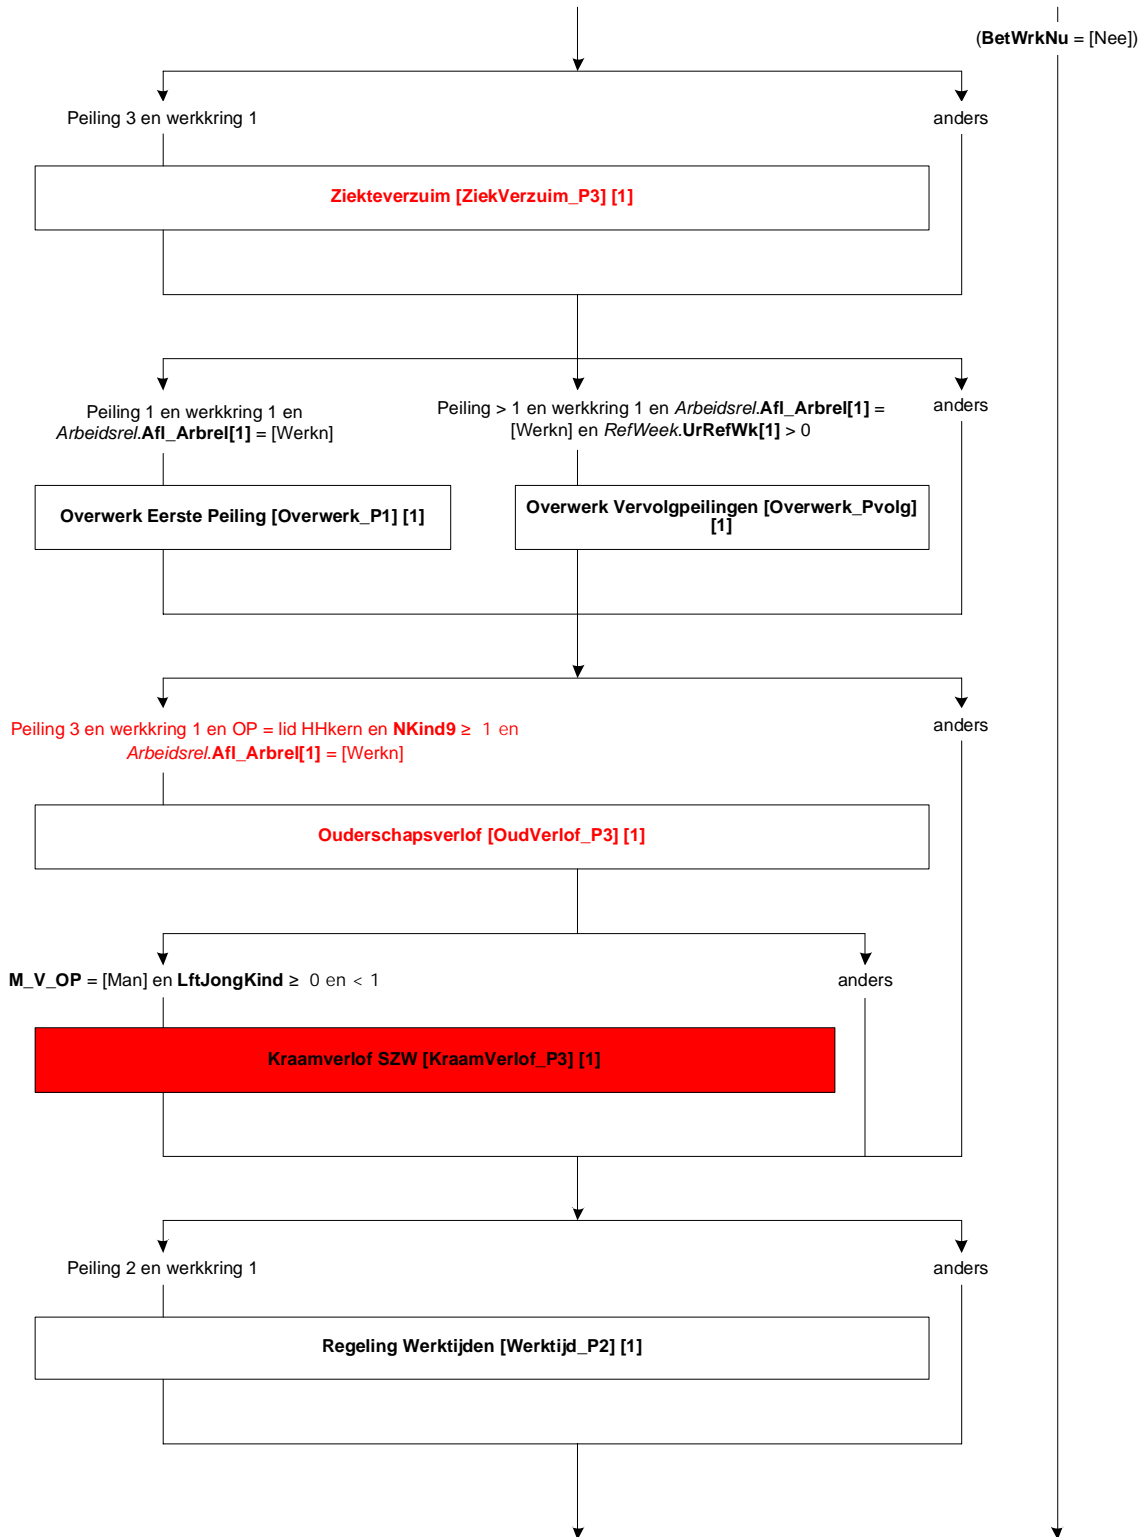 (BetWrkNu = [Nee])
Peiling 3 en werkkring 1
anders
Ziekteverzuim [ZiekVerzuim_P3] [1]
Peiling 1 en werkkring 1 en
Arbeidsrel.Afl_Arbrel[1] = [Werkn]
Peiling > 1 en werkkring 1 en Arbeidsrel.Afl_Arbrel[1] =
[Werkn] en RefWeek.UrRefWk[1] > 0
anders
Overwerk Eerste Peiling [Overwerk_P1] [1]
Overwerk Vervolgpeilingen [Overwerk_Pvolg]
[1]
Peiling 3 en werkkring 1 en OP = lid HHkern en NKind9 ≥ 1 en
Arbeidsrel.Afl_Arbrel[1] = [Werkn]
anders
Ouderschapsverlof [OudVerlof_P3] [1]
M_V_OP = [Man] en LftJongKind ≥ 0 en < 1
anders
Kraamverlof SZW [KraamVerlof_P3] [1]
Peiling 2 en werkkring 1
anders
Regeling Werktijden [Werktijd_P2] [1]